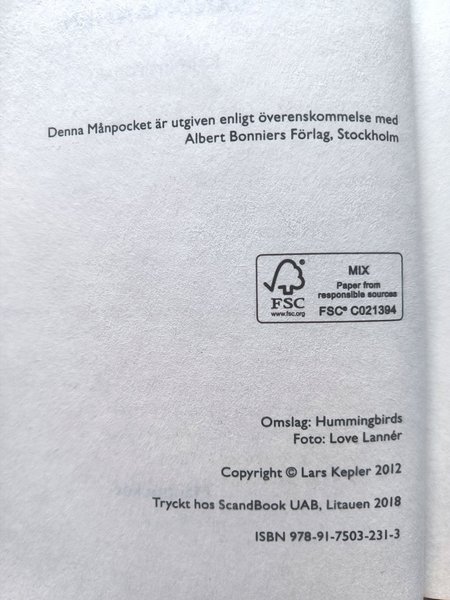 Denna Månpocket är utgiven enligt överenskommelse med
Albert Bonniers Förlag, Stockholm
FSC
www.fsc.org
MIX
Paper from
responsible sources
FSC® C021394
Omslag: Hummingbirds
Foto: Love Lannér
Copyright © Lars Kepler 2012
Tryckt hos ScandBook UAB, Litauen 2018
ISBN 978-91-7503-231-3